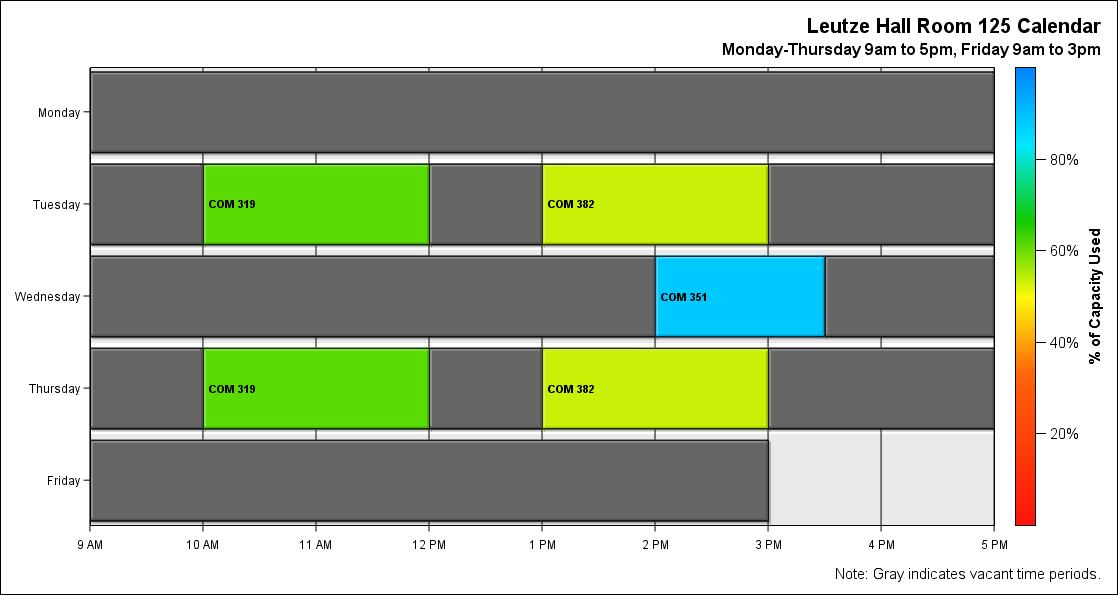 Leutze Hall Room 125 Calendar
Monday-Thursday 9am to 5pm, Friday 9am to 3pm
Monday
Tuesday
COM 319
COM 382
Wednesday
COM 351
Thursday
COM 319
COM 382
Friday
9 AM
10 AM
11 AM
12 PM
1 PM
2 PM
3 PM
4 PM
5 PM
80%
60%
40%
20%
% of Capacity Used
Note: Gray indicates vacant time periods.